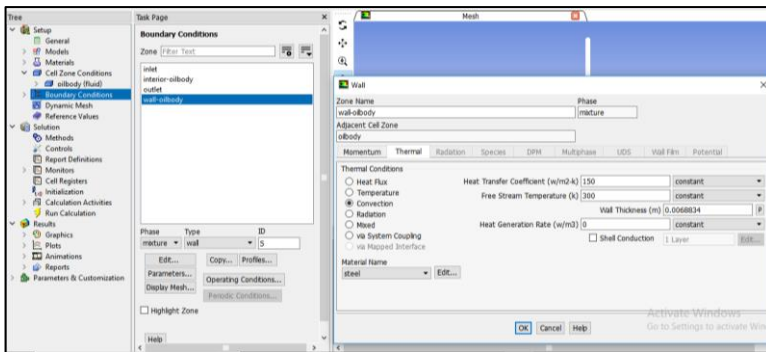 Tree
Setup
General
Models
Materials
Cell Zone Conditions
oilbody (fluid)
Boundary Conditions
Dynamic Mesh
Reference Values
Solution
Methods
Controls
Report Definitions
Monitors
Cell Registers
Initialization
Calculation Activities
Run Calculation
Results
Graphics
Plots
Animations
Reports
Parameters & Customization
Task Page
Boundary Conditions
Zone Filter Text
inlet
interior-oilbody
outlet
wall-oilbody
Phase Type ID
mixture wall 5
Edit... Copy... Profiles...
Parameters... Operating Conditions...
Display Mesh... Periodic Conditions...
Highlight Zone
Help
Mesh
Wall
Zone Name Phase
wall-oilbody mixture
Adjacent Cell Zone
oilbody
Momentum Thermal Radiation Species DPM Multiphase UDS Wall Film Potential
Thermal Conditions
Heat Flux Heat Transfer Coefficient (w/m2-k) 150 constant
Temperature Free Stream Temperature (k) 300 constant
Convection Wall Thickness (m) 0.0068834 P
Radiation
Mixed Heat Generation Rate (w/m3) 0 constant
via System Coupling Shell Conduction 1 Layer Edit...
via Mapped Interface
Material Name
steel Edit...
OK Cancel Help
Activate Windows
Go to Settings to activate Win